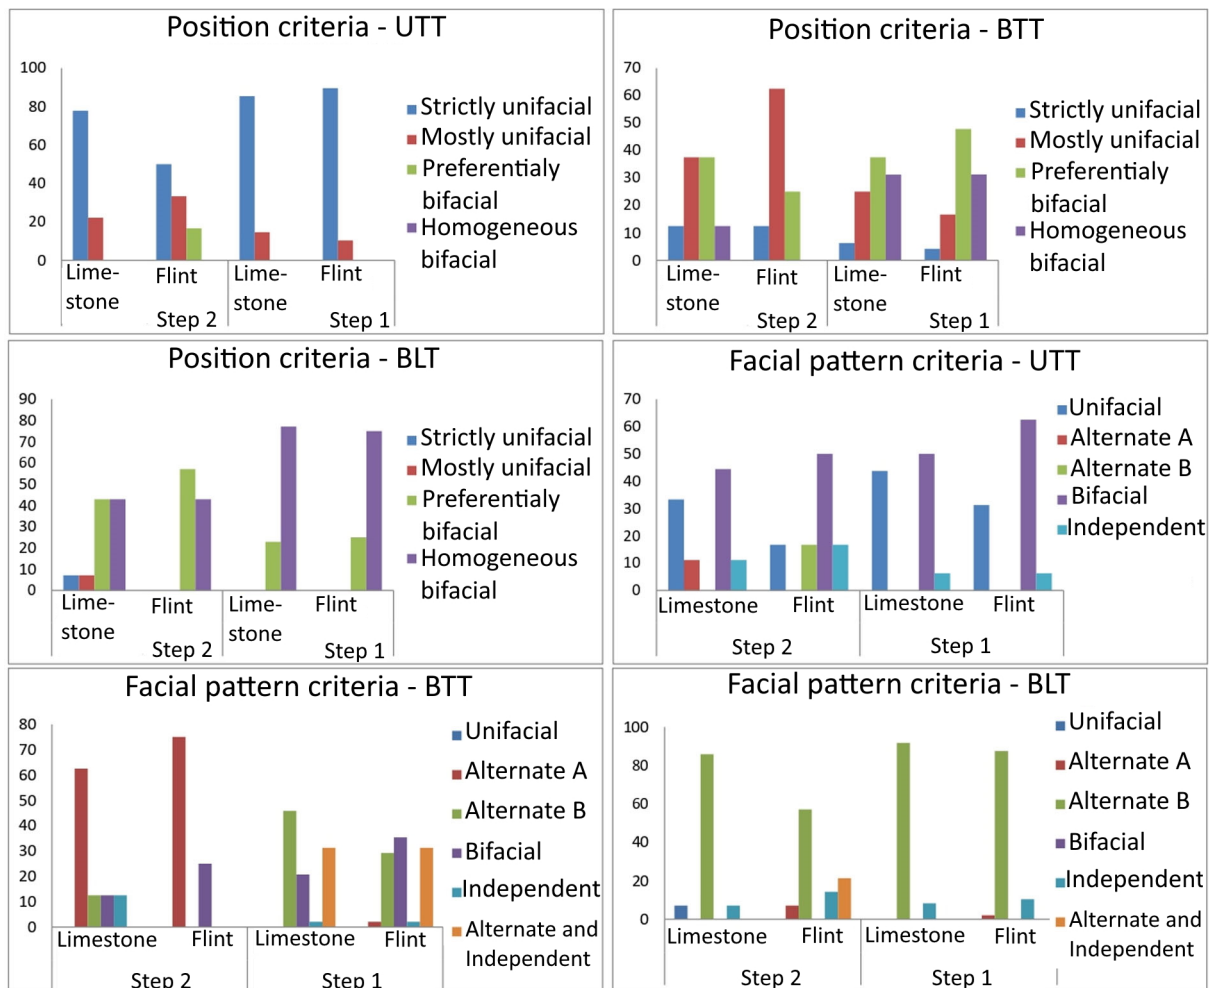 Position criteria - UTT
100
80
60
40
20
0
Strictly unifacial
Mostly unifacial
Preferentialy
bifacial
Homogeneous
bifacial
Lime-
stone
Flint
Lime-
stone
Flint
Step 2
Step 1
Position criteria - BTT
70
60
50
40
30
20
10
0
Strictly unifacial
Mostly unifacial
Preferentialy
bifacial
Homogeneous
bifacial
Lime-
stone
Flint
Lime-
stone
Flint
Step 2
Step 1
Position criteria - BLT
90
80
70
60
50
40
30
20
10
0
Strictly unifacial
Mostly unifacial
Preferentialy
bifacial
Homogeneous
bifacial
Lime-
stone
Flint
Lime-
stone
Flint
Step 2
Step 1
Facial pattern criteria - UTT
70
60
50
40
30
20
10
0
Unifacial
Alternate A
Alternate B
Bifacial
Independent
Limestone
Flint
Limestone
Flint
Step 2
Step 1
Facial pattern criteria - BTT
80
70
60
50
40
30
20
10
0
Unifacial
Alternate A
Alternate B
Bifacial
Independent
Alternate and
Independent
Limestone
Flint
Limestone
Flint
Step 2
Step 1
Facial pattern criteria - BLT
100
80
60
40
20
0
Unifacial
Alternate A
Alternate B
Bifacial
Independent
Alternate and
Independent
Limestone
Flint
Limestone
Flint
Step 2
Step 1